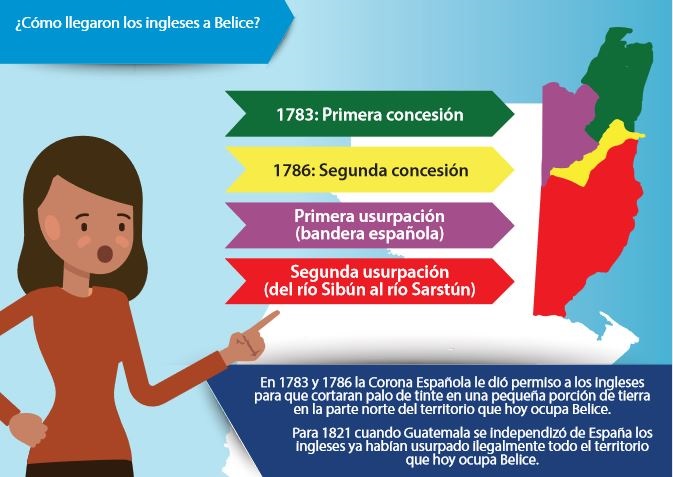 ¿Cómo llegaron los ingleses a Belice?
1783: Primera concesión
1786: Segunda concesión
Primera usurpación
(bandera española)
Segunda usurpación
(del río Sibún al río Sarstún)
En 1783 y 1786 la Corona Española le dió permiso a los ingleses
para que cortaran palo de tinte en una pequeña porción de tierra
en la parte norte del territorio que hoy ocupa Belice.
Para 1821 cuando Guatemala se independizó de España los
ingleses ya habían usurpado ilegalmente todo el territorio
que hoy ocupa Belice.